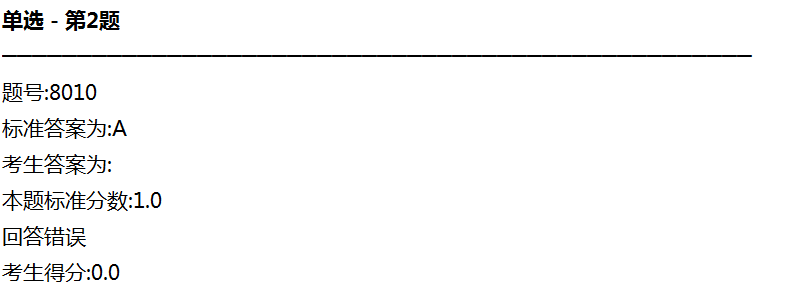 单选 - 第2题
题号:8010
标准答案为:A
考生答案为:
本题标准分数:1.0
回答错误
考生得分:0.0